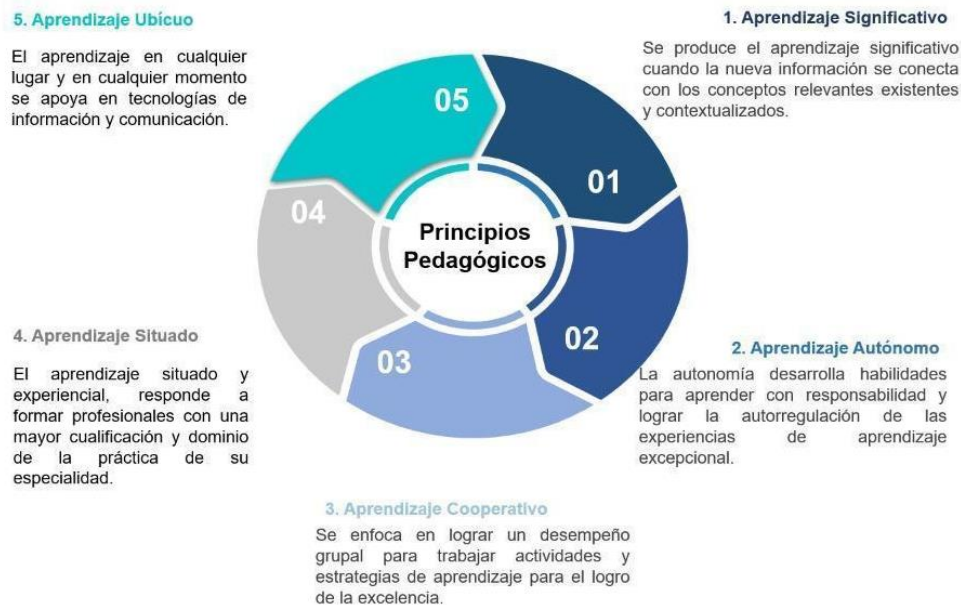 5. Aprendizaje Ubícuo
El aprendizaje en cualquier
lugar y en cualquier momento
se apoya en tecnologías de
información y comunicación.
1. Aprendizaje Significativo
Se produce el aprendizaje significativo
cuando la nueva información se conecta
con los conceptos relevantes existentes
y contextualizados.
05
01
04
Principios
Pedagógicos
02
03
4. Aprendizaje Situado
El aprendizaje situado y
experiencial, responde a
formar profesionales con una
mayor cualificación y dominio
de la práctica de su
especialidad.
2. Aprendizaje Autónomo
La autonomía desarrolla habilidades
para aprender con responsabilidad y
lograr la autorregulación de las
experiencias de aprendizaje
excepcional.
3. Aprendizaje Cooperativo
Se enfoca en lograr un desempeño
grupal para trabajar actividades y
estrategias de aprendizaje para el logro
de la excelencia.